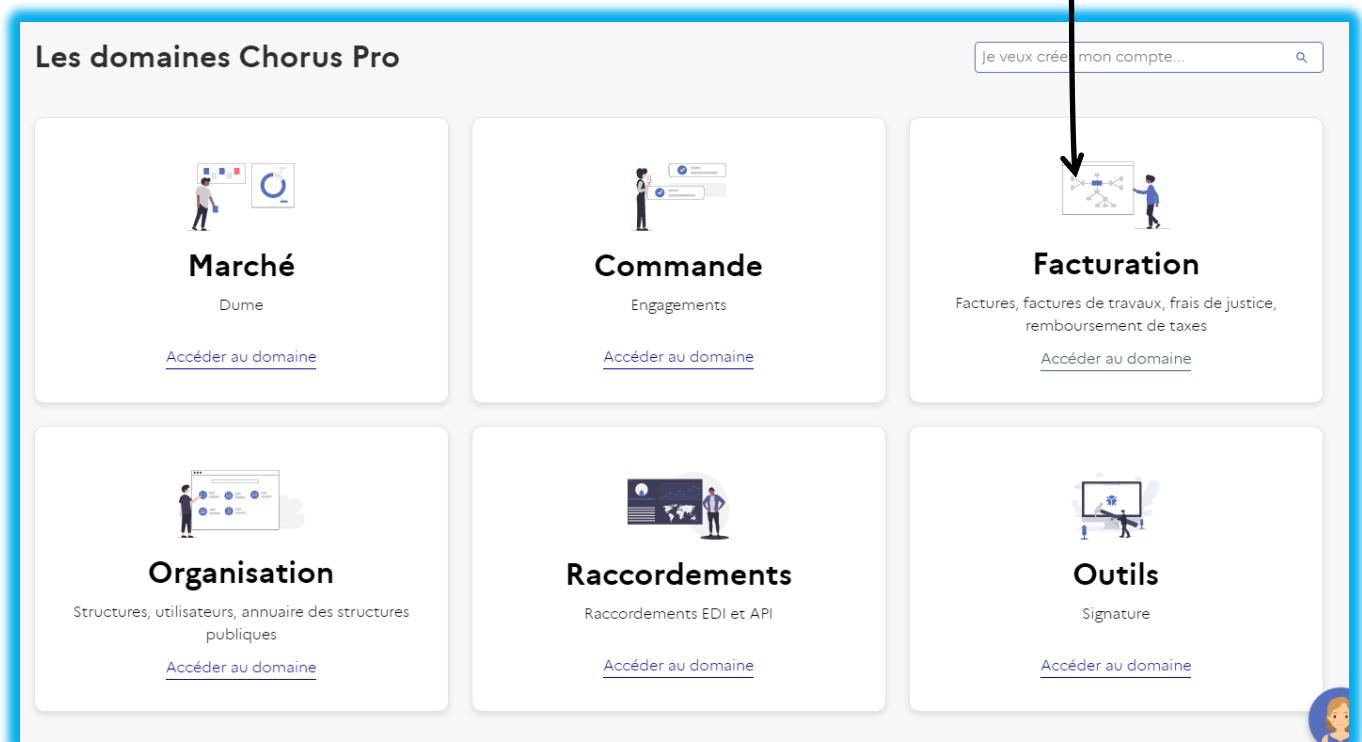 Les domaines Chorus Pro
Je veux créer mon compte...
Marché
Dume
Accéder au domaine
Commande
Engagements
Accéder au domaine
Facturation
Factures, factures de travaux, frais de justice,
remboursement de taxes
Accéder au domaine
Organisation
Structures, utilisateurs, annuaire des structures
publiques
Accéder au domaine
Raccordements
Raccordements EDI et API
Accéder au domaine
Outils
Signature
Accéder au domaine